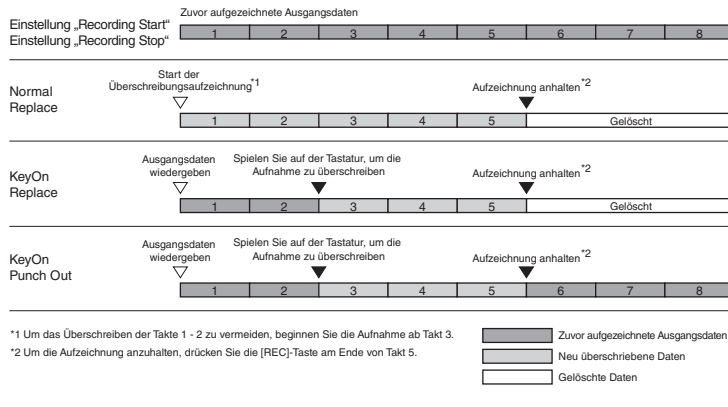 Einstellung „Recording Start“
Einstellung „Recording Stop“
Zuvor aufgezeichnete Ausgangsdaten
1 2 3 4 5 6 7 8
Normal
Replace
Start der
Überschreibungsaufzeichnung*1
Aufzeichnung anhalten*2
1 2 3 4 5 Gelöscht
KeyOn
Replace
Ausgangsdaten
wiedergeben
Spielen Sie auf der Tastatur, um die
Aufnahme zu überschreiben
Aufzeichnung anhalten*2
1 2 3 4 5 Gelöscht
KeyOn
Punch Out
Ausgangsdaten
wiedergeben
Spielen Sie auf der Tastatur, um die
Aufnahme zu überschreiben
Aufzeichnung anhalten*2
1 2 3 4 5 6 7 8
*1 Um das Überschreiben der Takte 1 - 2 zu vermeiden, beginnen Sie die Aufnahme ab Takt 3.
*2 Um die Aufzeichnung anzuhalten, drücken Sie die [REC]-Taste am Ende von Takt 5.
Zuvor aufgezeichnete Ausgangsdaten
Neu überschriebene Daten
Gelöschte Daten